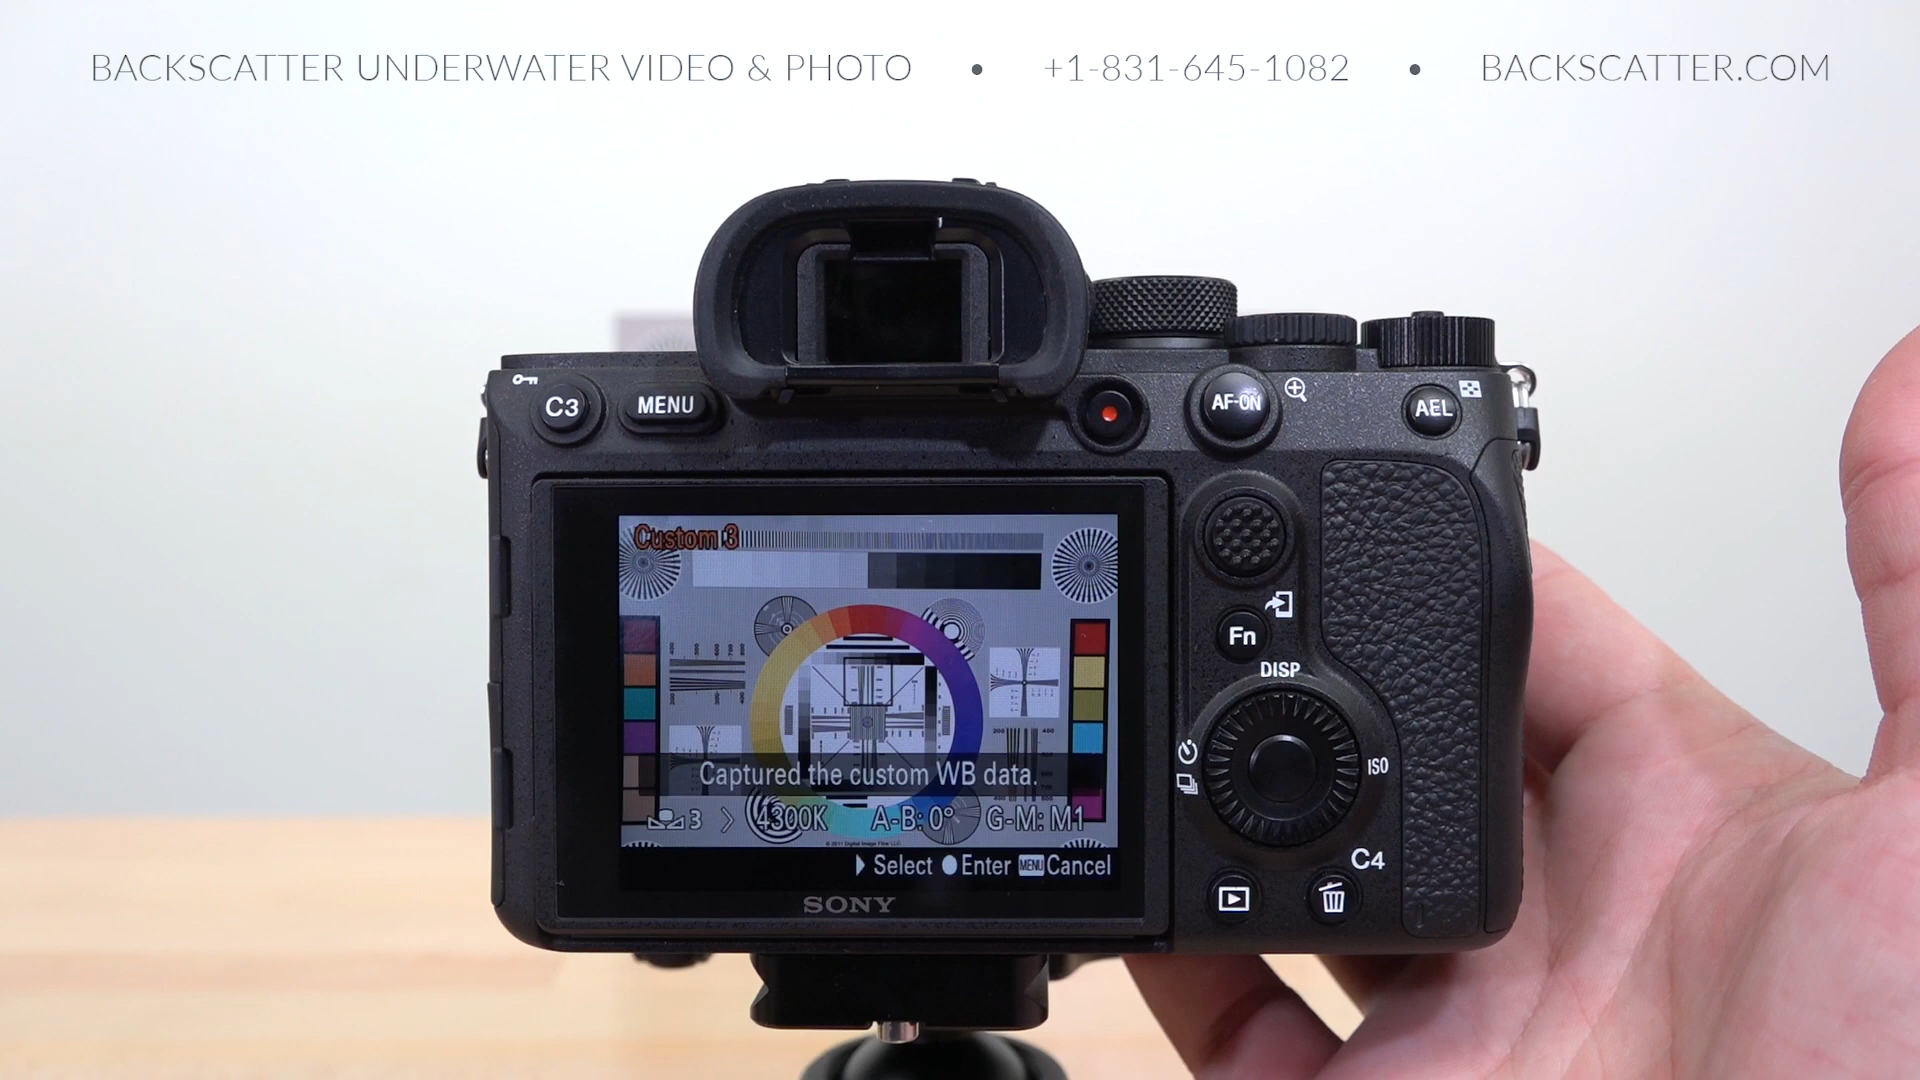 BACKSCATTER UNDERWATER VIDEO & PHOTO • +1-831-645-1082 • BACKSCATTER.COM
C3
MENU
AF-ON
AEL
Custom 3
Fn
DISP
Captured the custom WB data.
ISO
3 > 4300K A-B: 0° G-M: M1
Select Enter MENU Cancel
C4
SONY